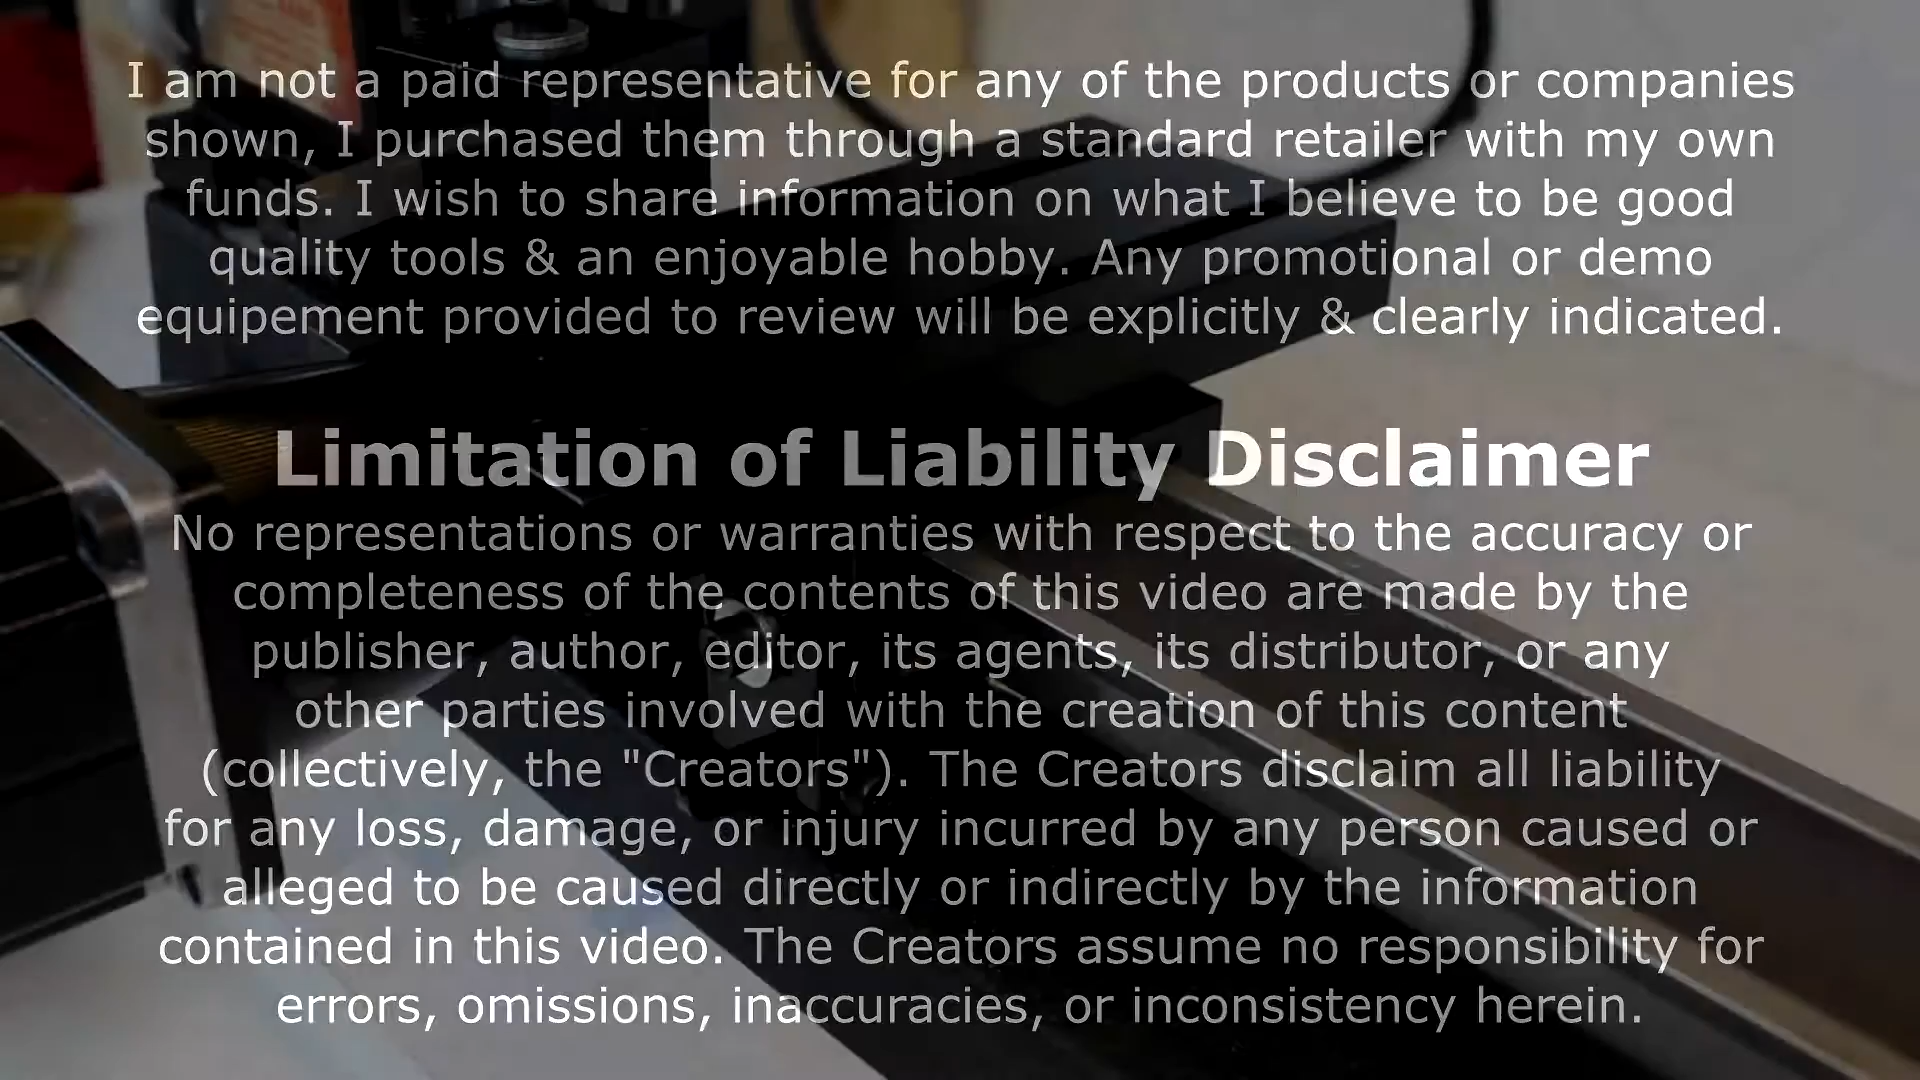 I am not a paid representative for any of the products or companies
shown, I purchased them through a standard retailer with my own
funds. I wish to share information on what I believe to be good
quality tools & an enjoyable hobby. Any promotional or demo
equipement provided to review will be explicitly & clearly indicated.
Limitation of Liability Disclaimer
No representations or warranties with respect to the accuracy or
completeness of the contents of this video are made by the
publisher, author, editor, its agents, its distributor, or any
other parties involved with the creation of this content
(collectively, the "Creators"). The Creators disclaim all liability
for any loss, damage, or injury incurred by any person caused or
alleged to be caused directly or indirectly by the information
contained in this video. The Creators assume no responsibility for
errors, omissions, inaccuracies, or inconsistency herein.